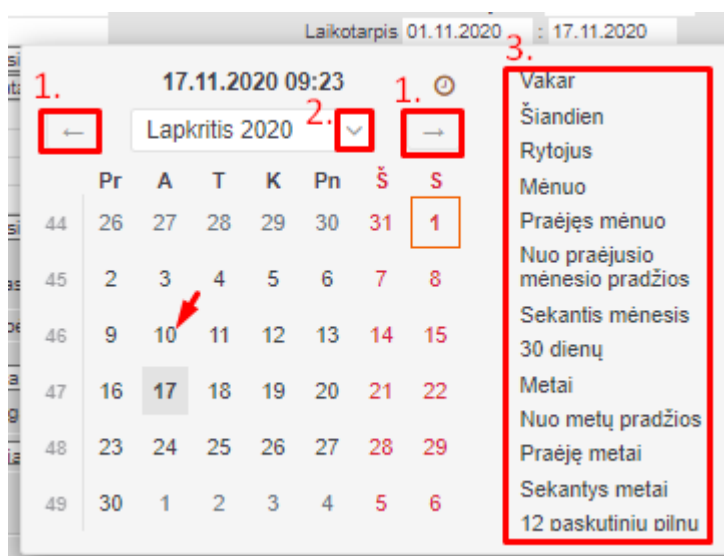 Laikotarpis 01.11.2020 : 17.11.2020
3.
1. 17.11.2020 09:23 1.
← Lapkritis 2020 2. →
Pr A T K Pn Š S
44 26 27 28 29 30 31 1
45 2 3 4 5 6 7 8
46 9 10 11 12 13 14 15
47 16 17 18 19 20 21 22
48 23 24 25 26 27 28 29
49 30 1 2 3 4 5 6
Vakar
Šiandien
Rytojus
Mėnuo
Praėjęs mėnuo
Nuo praėjusio
mėnesio pradžios
Sekantis mėnesis
30 dienų
Metai
Nuo metų pradžios
Praėję metai
Sekantys metai
12 paskutinių pilnų